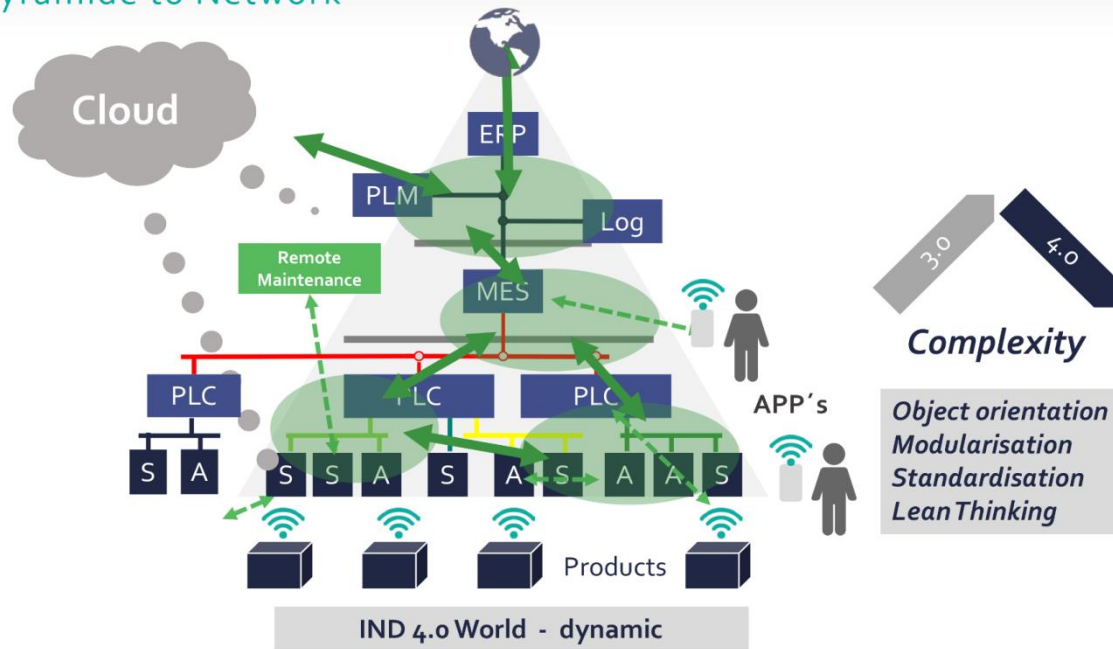 yramide to Network
Cloud
ERP
PLM
Log
Remote
Maintenance
MES
3.0
4.0
Complexity
PLC
PLC
PLC
APP´s
Object orientation
Modularisation
Standardisation
Lean Thinking
S A S S A S A S A A S
Products
IND 4.0 World - dynamic